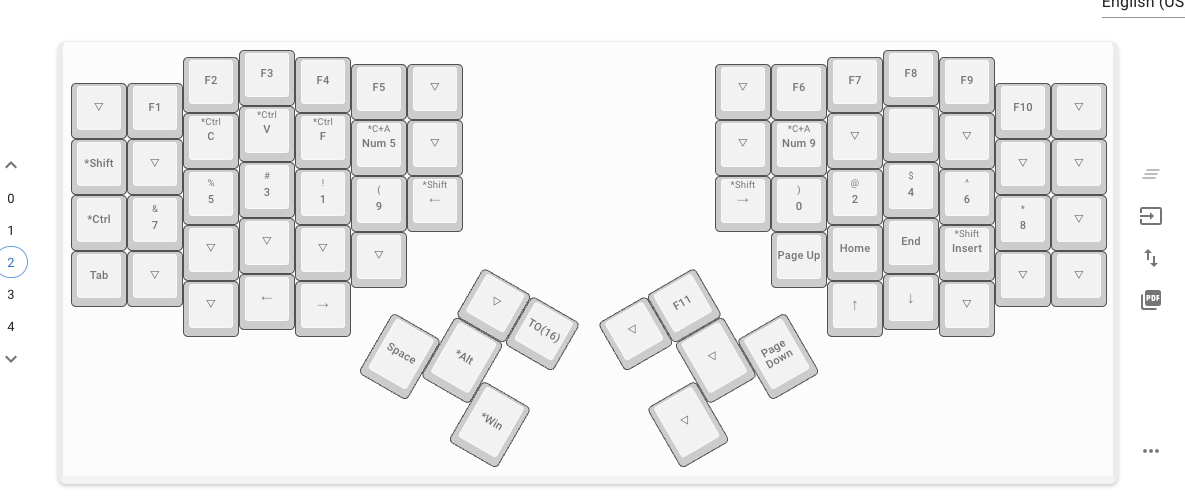 English (US
F1
F2
F3
F4
F5
F6
F7
F8
F9
F10
*Shift
*Ctrl
C
*Ctrl
V
*Ctrl
F
*C+A
Num 5
*C+A
Num 9
*Ctrl
&
7
%
5
#
3
!
1
(
9
*Shift
←
*Shift
→
)
0
@
2
$
4
^
6
*
8
Tab
Page Up
Home
End
*Shift
Insert
←
→
↑
↓
Space
*Alt
TO(16)
*Win
F11
Page
Down
0
1
2
3
4
PDF